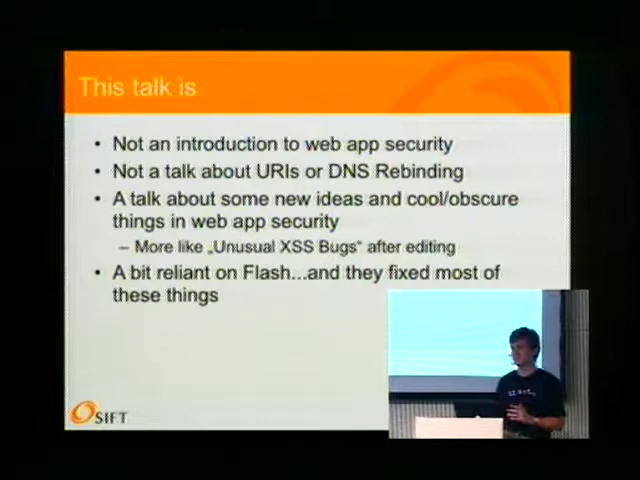 This talk is
• Not an introduction to web app security
• Not a talk about URIs or DNS Rebinding
• A talk about some new ideas and cool/obscure
things in web app security
– More like „Unusual XSS Bugs“ after editing
• A bit reliant on Flash...and they fixed most of
these things
SIFT